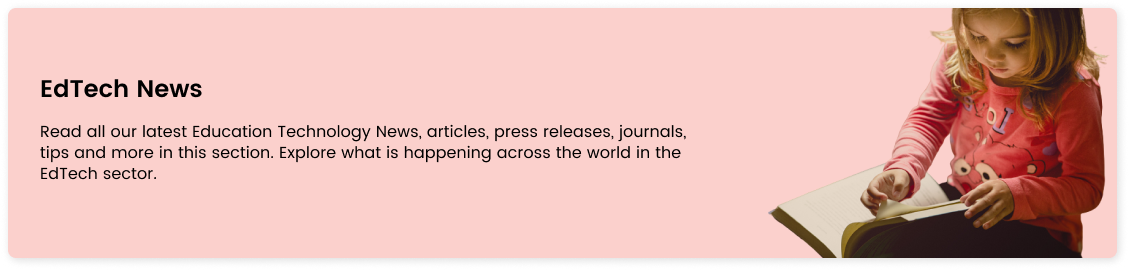 EdTech News
Read all our latest Education Technology News, articles, press releases, journals,
tips and more in this section. Explore what is happening across the world in the
EdTech sector.